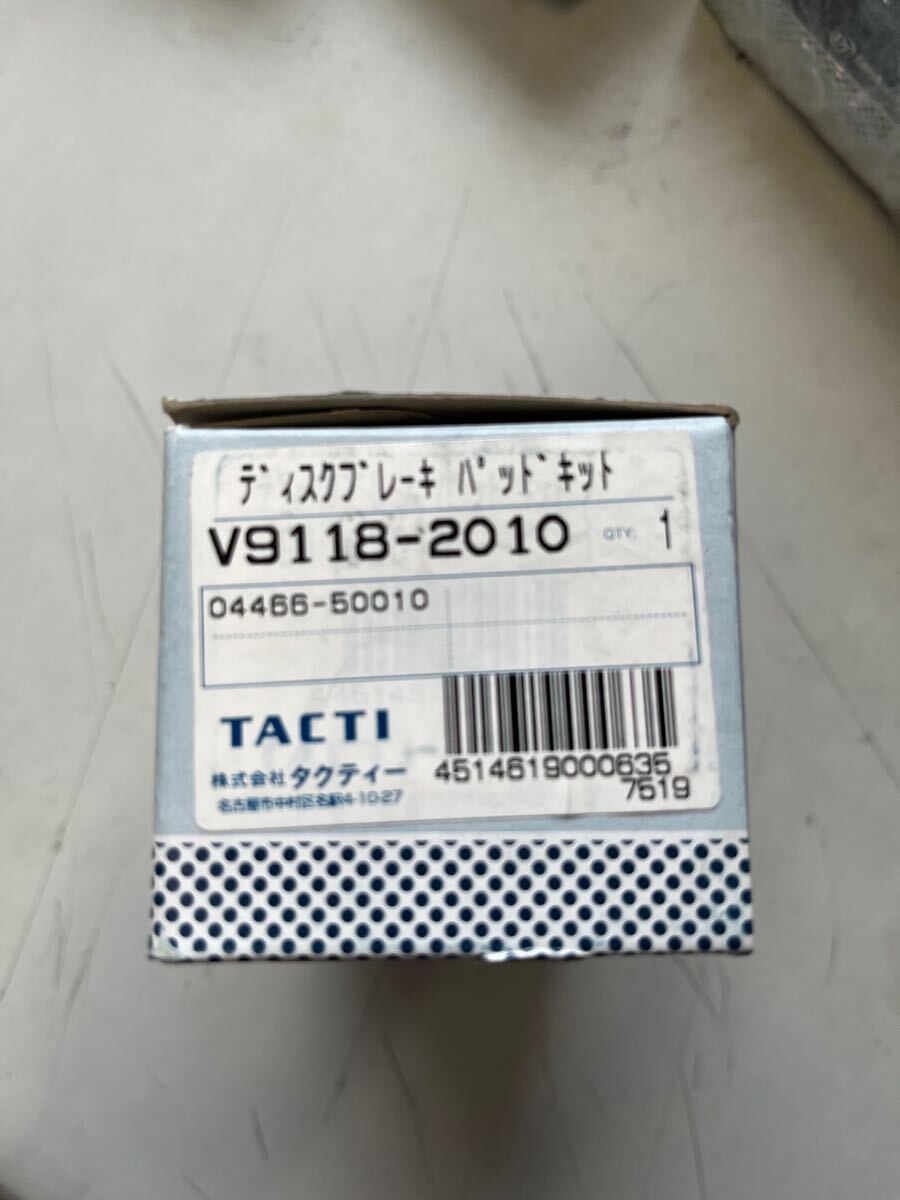 ﾃﾞｨｽｸﾌﾞﾚｰｷ ﾊﾟｯﾄﾞｷｯﾄ
V9118-2010 QTY. 1
04466-50010
TACTI
株式会社 タクティー
名古屋市中村区名駅4-10-27
4514619000635
7519